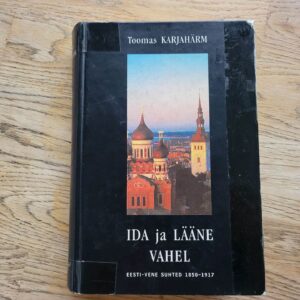 Toomas KARJAHÄRM
IDA ja LÄÄNE
VAHEL
EESTI-VENE SUHTED 1850–1917